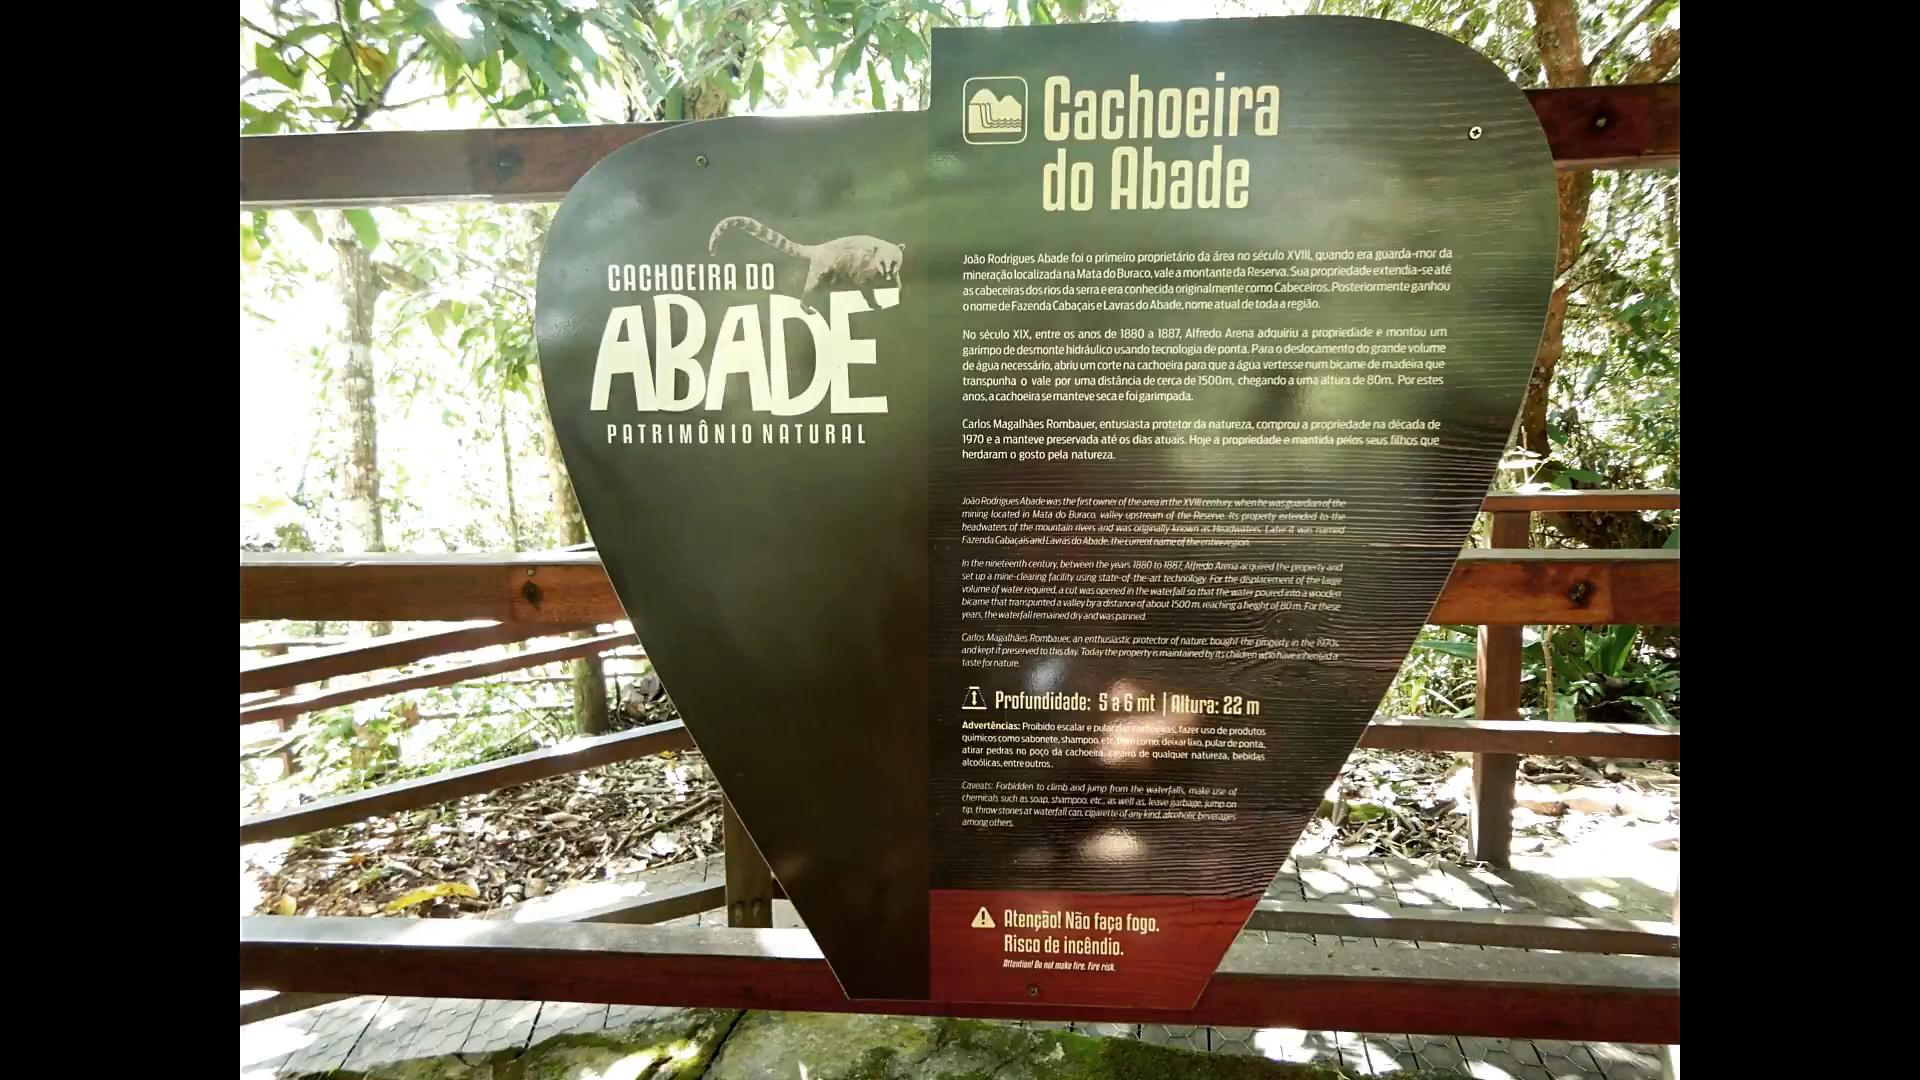 CACHOEIRA DO
ABADE
PATRIMÔNIO NATURAL
Cachoeira
do Abade
João Rodrigues Abade foi o primeiro proprietário da área no século XVIII, quando era guarda-mor da
mineração localizada na Mata do Buraco, vale a montante da Reserva. Sua propriedade extendia-se até
as cabeceiras dos rios da serra e era conhecida originalmente como Cabeceiros. Posteriormente ganhou
o nome de Fazenda Cabaçais e Lavras do Abade, nome atual de toda a região.
No século XIX, entre os anos de 1880 a 1887, Alfredo Arena adquiriu a propriedade e montou um
garimpo de desmonte hidráulico usando tecnologia de ponta. Para o deslocamento do grande volume
de água necessário, abriu um corte na cachoeira para que a água vertesse num bicame de madeira que
transpunha o vale por uma distância de cerca de 1500m, chegando a uma altura de 80m. Por estes
anos, a cachoeira se manteve seca e foi garimpada.
Carlos Magalhães Rombauer, entusiasta protetor da natureza, comprou a propriedade na década de
1970 e a manteve preservada até os dias atuais. Hoje a propriedade e mantida pelos seus filhos que
herdaram o gosto pela natureza.
João Rodrigues Abade was the first owner of the area in the XVIII century, when he was guardian of the
mining located in Mata do Buraco, valley upstream of the Reserve. Its property extended to the
headwaters of the mountain rivers and was originally known as Headwaters. Later it was named
Fazenda Cabaçais and Lavras do Abade, the current name of the entire region.
In the nineteenth century, between the years 1880 to 1887, Alfredo Arena acquired the property and
set up a mine-clearing facility using state-of-the-art technology. For the displacement of the large
volume of water required, a cut was opened in the waterfall so that the water poured into a wooden
bicame that transpunted a valley by a distance of about 1500 m, reaching a height of 80 m. For these
years, the waterfall remained dry and was panned.
Carlos Magalhães Rombauer, an enthusiastic protector of nature, bought the property in the 1970s
and kept it preserved to this day. Today the property is maintained by its children who have inherited a
taste for nature.
Profundidade: 5 a 6 mt | Altura: 22 m
Advertências: Proibido escalar e pular das cachoeiras, fazer uso de produtos
químicos como sabonete, shampoo, etc, bem como, deixar lixo, pular de ponta,
atirar pedras no poço da cachoeira, cigarro de qualquer natureza, bebidas
alcoólicas, entre outros.
Caveats: Forbidden to climb and jump from the waterfalls, make use of
chemicals such as soap, shampoo, etc., as well as, leave garbage, jump on
tip, throw stones at waterfall can, cigarette of any kind, alcoholic beverages
among others.
Atenção! Não faça fogo.
Risco de incêndio.
Attention! Do not make fire. Fire risk.